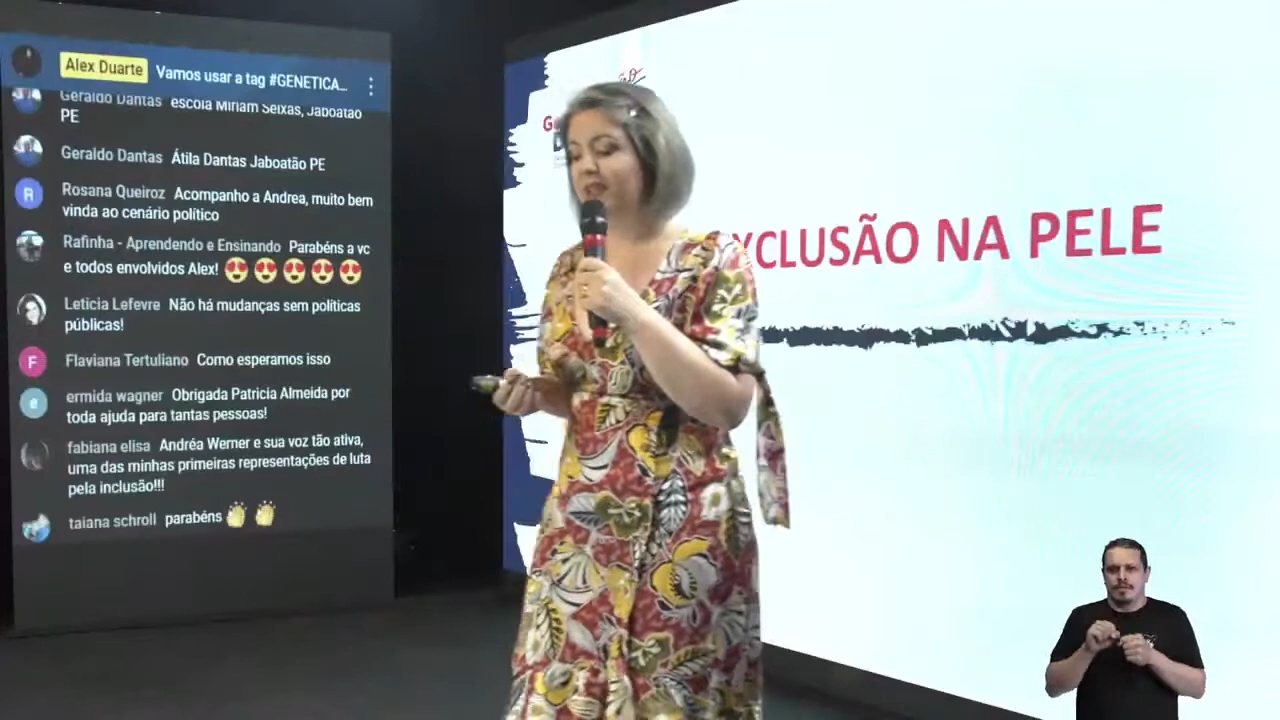 Alex Duarte Vamos usar a tag #GENETICA...
Geraldo Dantas escola Miriam Seixas, Jaboatão
PE
Geraldo Dantas Átila Dantas Jaboatão PE
R
Rosana Queiroz Acompanho a Andrea, muito bem
vinda ao cenário político
Rafinha - Aprendendo e Ensinando Parabéns a vc
e todos envolvidos Alex! 😍 😍 😍 😍 😍
Leticia Lefevre Não há mudanças sem políticas
públicas!
F
Flaviana Tertuliano Como esperamos isso
e
ermida wagner Obrigada Patricia Almeida por
toda ajuda para tantas pessoas!
fabiana elisa Andréa Werner e sua voz tão ativa,
uma das minhas primeiras representações de luta
pela inclusão!!!
taiana schroll parabéns 👏 👏
XCLUSÃO NA PELE